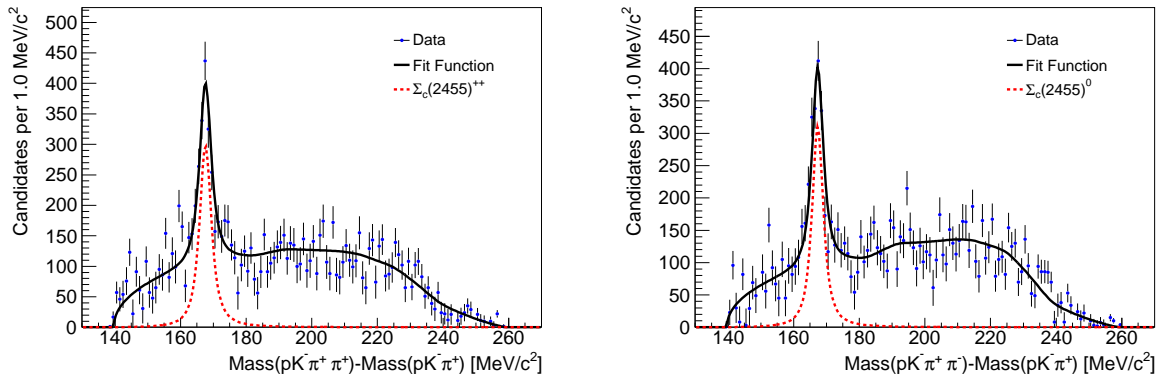 Candidates per 1.0 MeV/c²
500
450
400
350
300
250
200
150
100
50
0
Data
Fit Function
Σc(2455)⁺⁺
140 160 180 200 220 240 260
Mass(pK⁻π⁺ π⁺)-Mass(pK⁻π⁺) [MeV/c²]
Candidates per 1.0 MeV/c²
450
400
350
300
250
200
150
100
50
0
Data
Fit Function
Σc(2455)⁰
140 160 180 200 220 240 260
Mass(pK⁻π⁺ π⁻)-Mass(pK⁻π⁺) [MeV/c²]